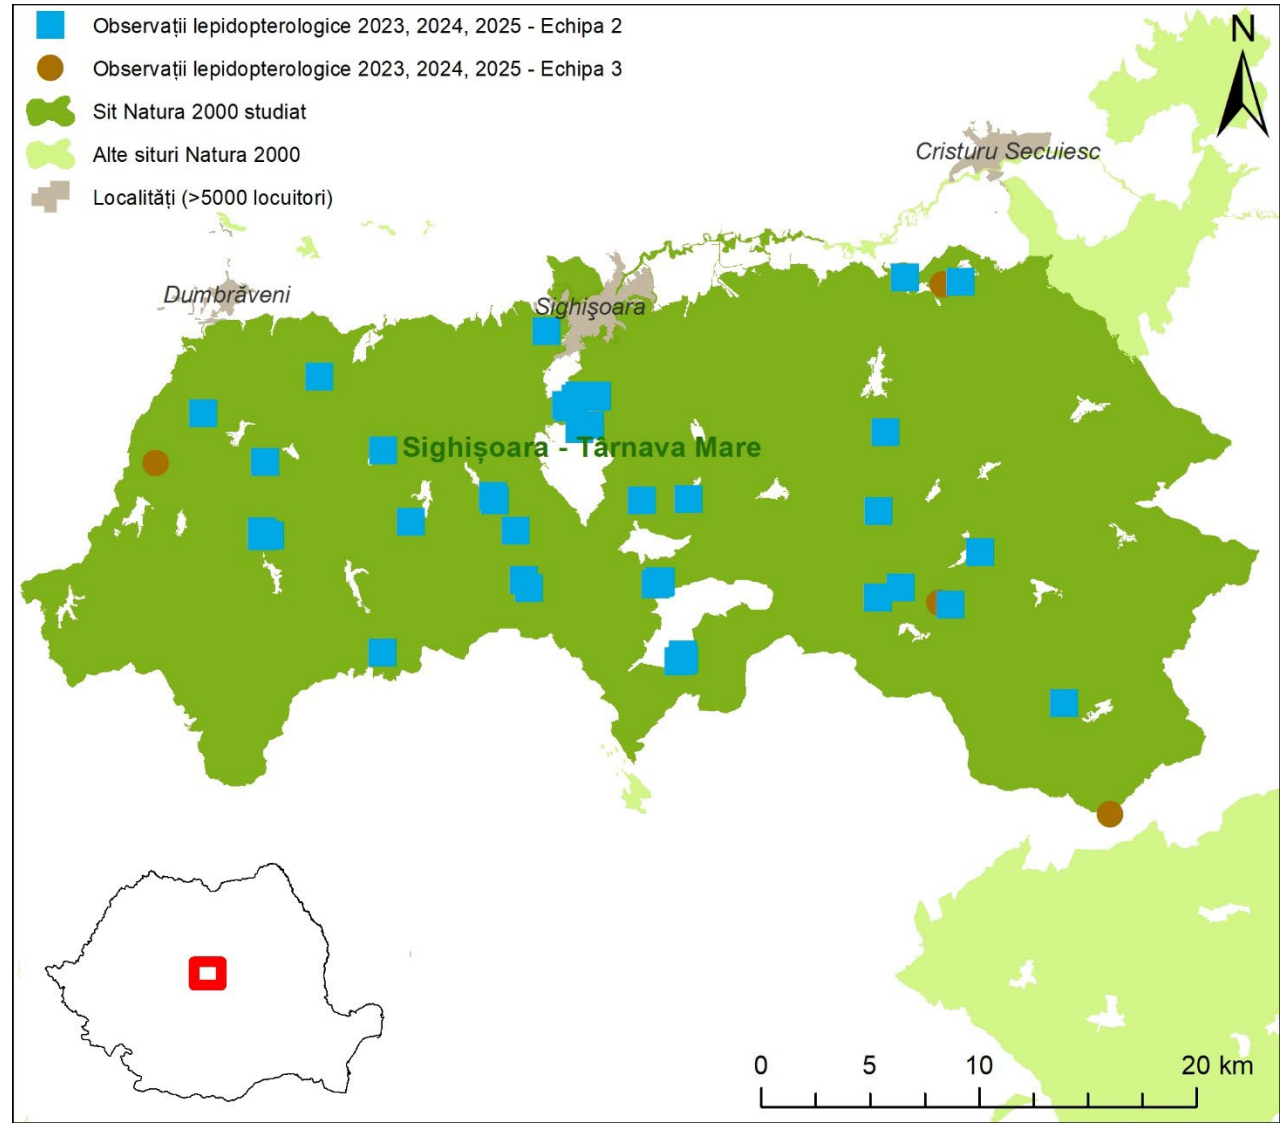 Observații lepidopterologice 2023, 2024, 2025 - Echipa 2
Observații lepidopterologice 2023, 2024, 2025 - Echipa 3
Sit Natura 2000 studiat
Alte situri Natura 2000
Localități (>5000 locuitori)
N
Cristuru Secuiesc
Dumbrăveni
Sighişoara
Sighișoara - Târnava Mare
0 5 10 20 km